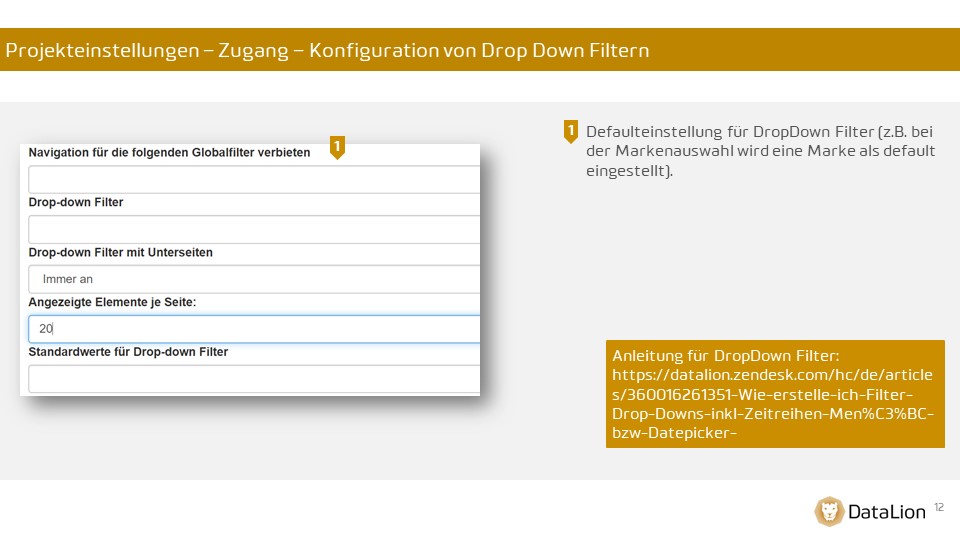 Projekteinstellungen – Zugang – Konfiguration von Drop Down Filtern
Navigation für die folgenden Globalfilter verbieten
1
Drop-down Filter
Drop-down Filter mit Unterseiten
Immer an
Angezeigte Elemente je Seite:
20
Standardwerte für Drop-down Filter
1
Defaulteinstellung für DropDown Filter (z.B. bei
der Markenauswahl wird eine Marke als default
eingestellt).
Anleitung für DropDown Filter:
https://datalion.zendesk.com/hc/de/article
s/360016261351-Wie-erstelle-ich-Filter-
Drop-Downs-inkl-Zeitreihen-Men%C3%BC-
bzw-Datepicker-
DataLion
12